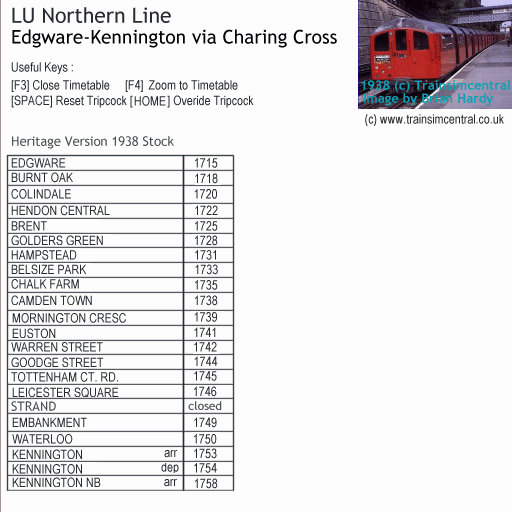 LU Northern Line
Edgware-Kennington via Charing Cross
Useful Keys :
[F3] Close Timetable [F4] Zoom to Timetable
[SPACE] Reset Tripcock [HOME] Overide Tripcock
1938 (c) Trainsimcentral
Image by Brian Hardy
(c) www.trainsimcentral.co.uk
Heritage Version 1938 Stock
EDGWARE 1715
BURNT OAK 1718
COLINDALE 1720
HENDON CENTRAL 1722
BRENT 1725
GOLDERS GREEN 1728
HAMPSTEAD 1731
BELSIZE PARK 1733
CHALK FARM 1735
CAMDEN TOWN 1738
MORNINGTON CRESC 1739
EUSTON 1741
WARREN STREET 1742
GOODGE STREET 1744
TOTTENHAM CT. RD. 1745
LEICESTER SQUARE 1746
STRAND closed
EMBANKMENT 1749
WATERLOO 1750
KENNINGTON arr 1753
KENNINGTON dep 1754
KENNINGTON NB arr 1758